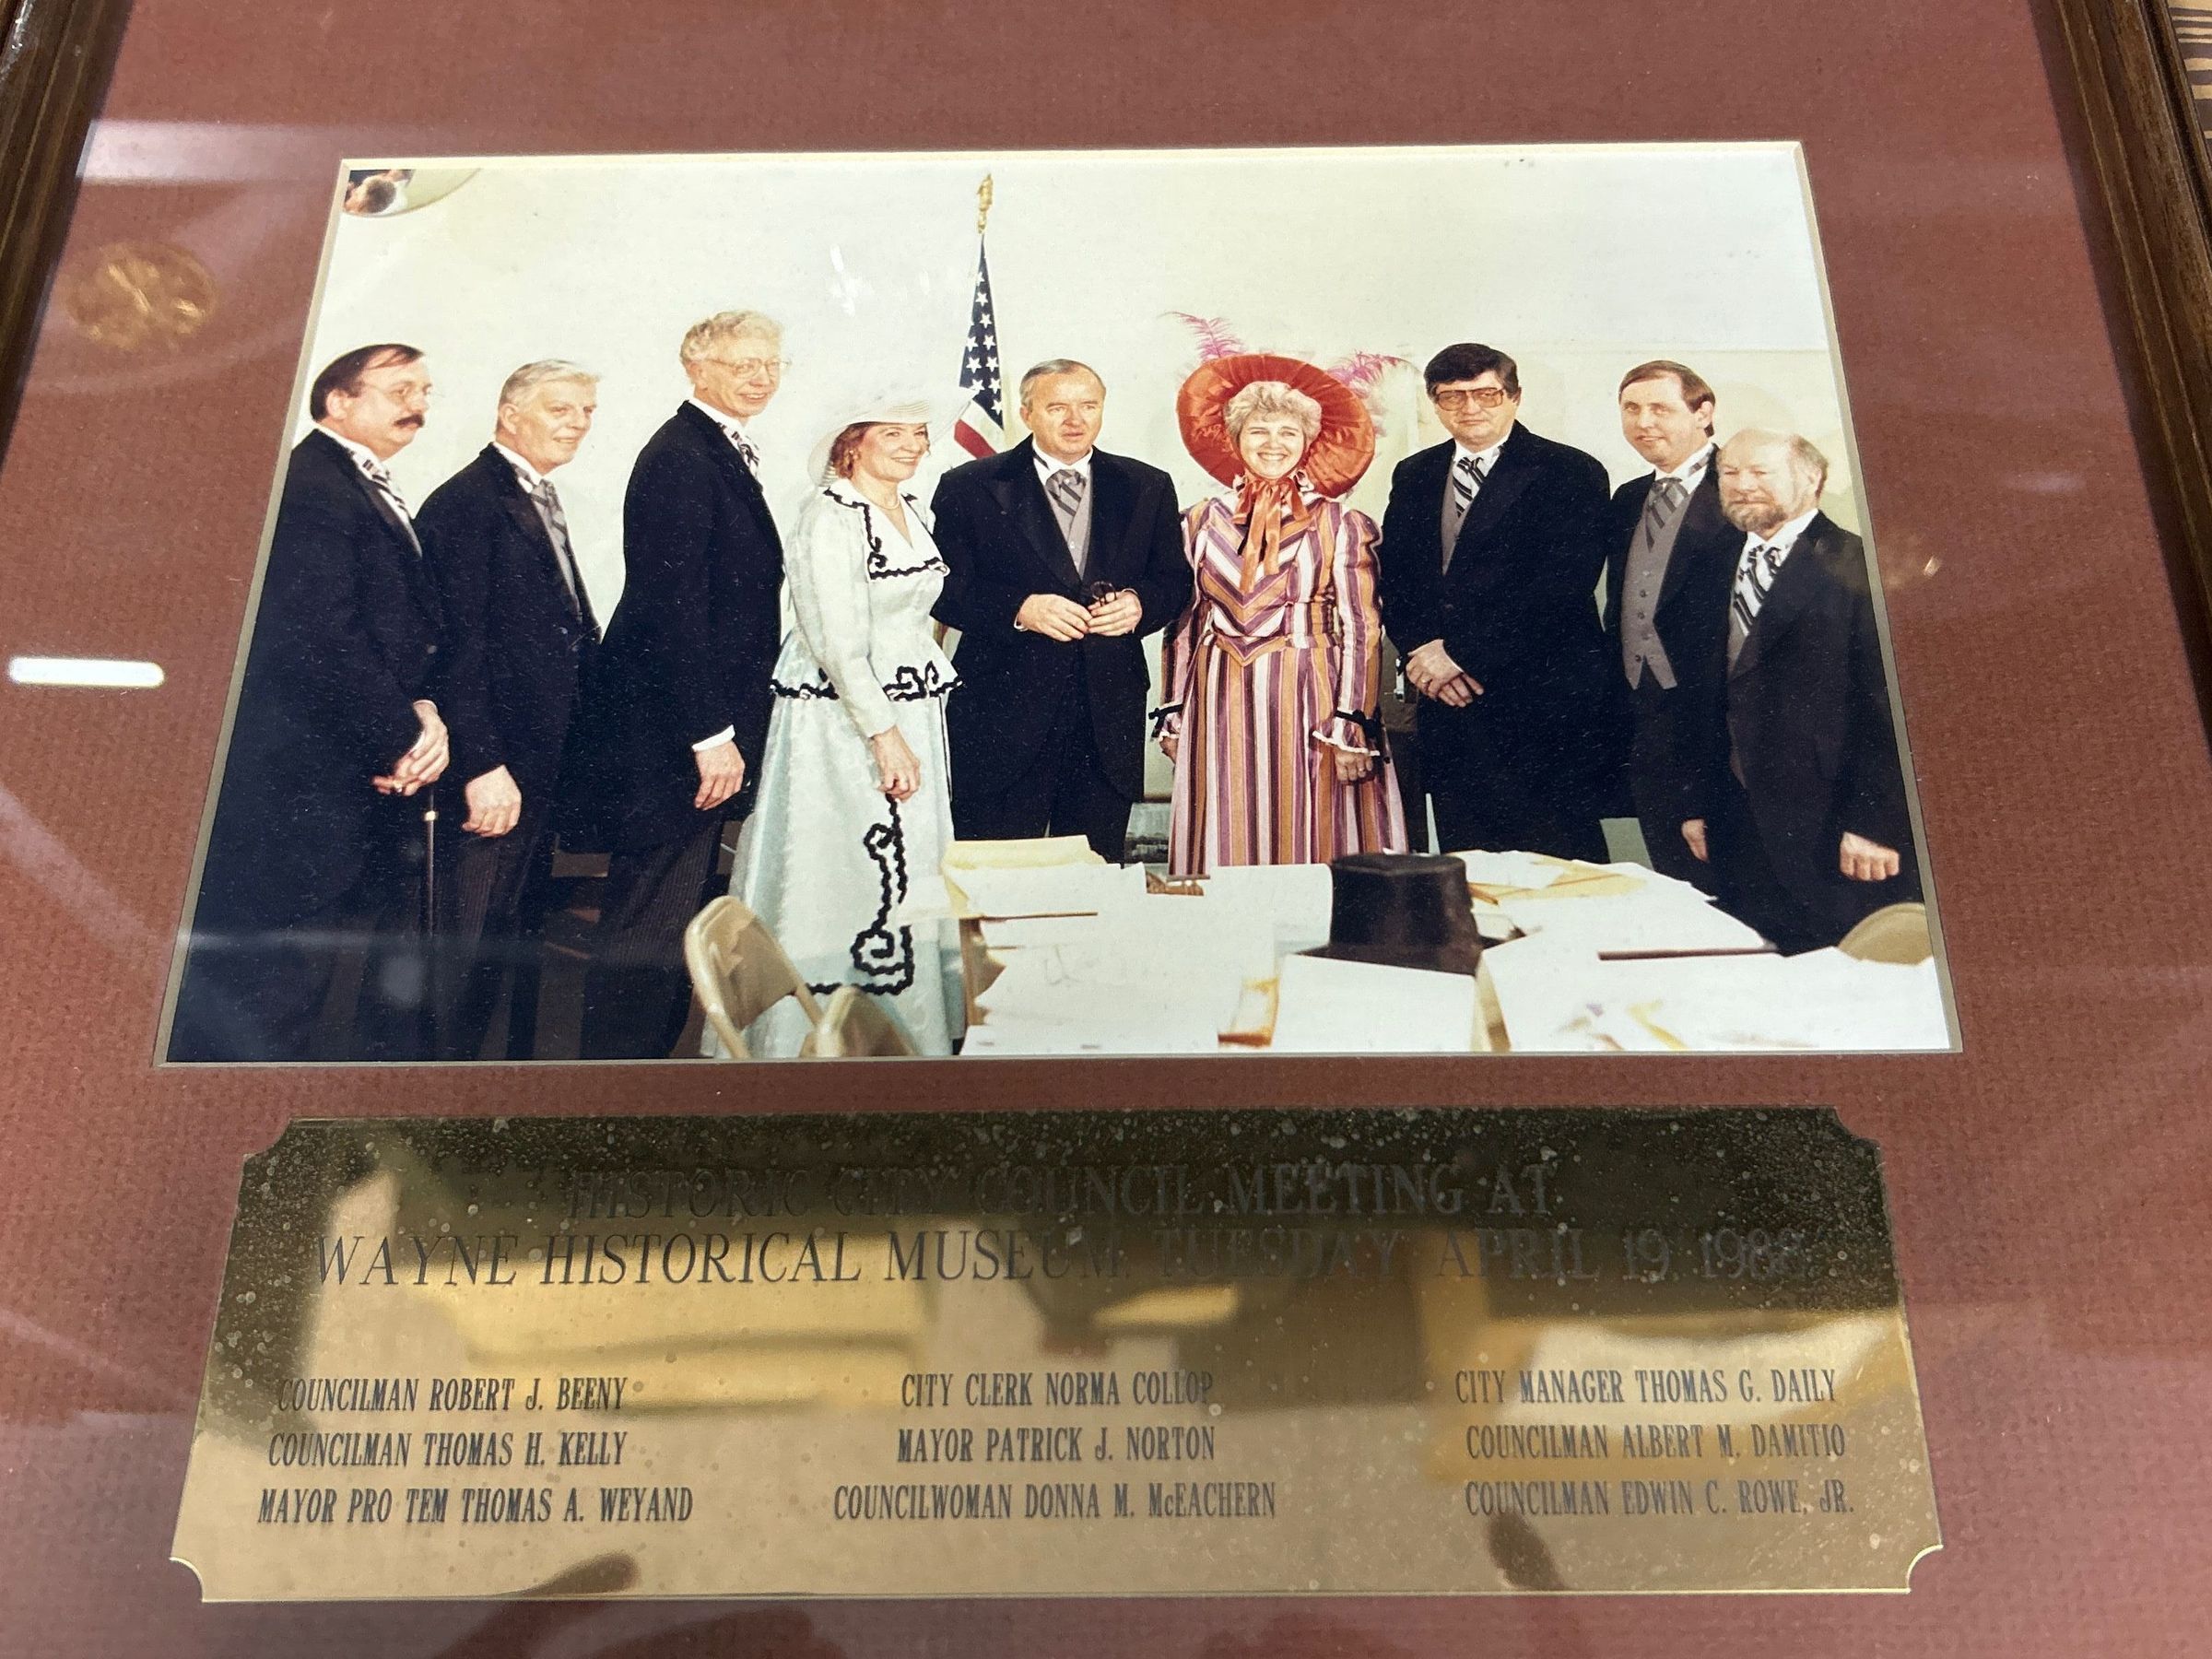 HISTORIC CITY COUNCIL MEETING AT
WAYNE HISTORICAL MUSEUM, TUESDAY APRIL 19, 1988
COUNCILMAN ROBERT J. BEENY
COUNCILMAN THOMAS H. KELLY
MAYOR PRO TEM THOMAS A. WEYAND
CITY CLERK NORMA COLLOP
MAYOR PATRICK J. NORTON
COUNCILWOMAN DONNA M. McEACHERN
CITY MANAGER THOMAS G. DAILY
COUNCILMAN ALBERT M. DAMITIO
COUNCILMAN EDWIN C. ROWE, JR.